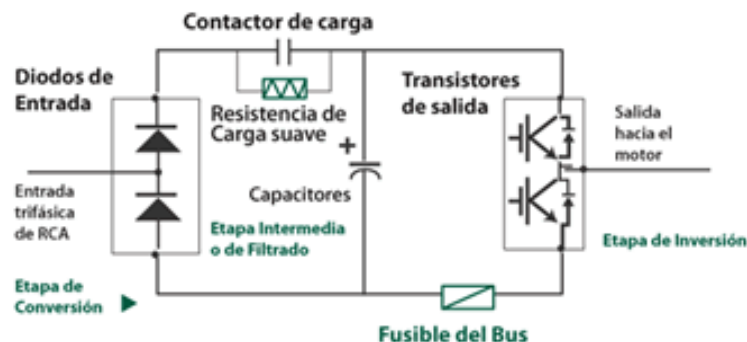 Contactor de carga
Diodos de
Entrada
Resistencia de
Carga suave
Transistores
de salida
Salida
hacia el
motor
+
Capacitores
Entrada
trifásica
de RCA
Etapa Intermedia
o de Filtrado
Etapa de Inversión
Etapa de
Conversión
Fusible del Bus